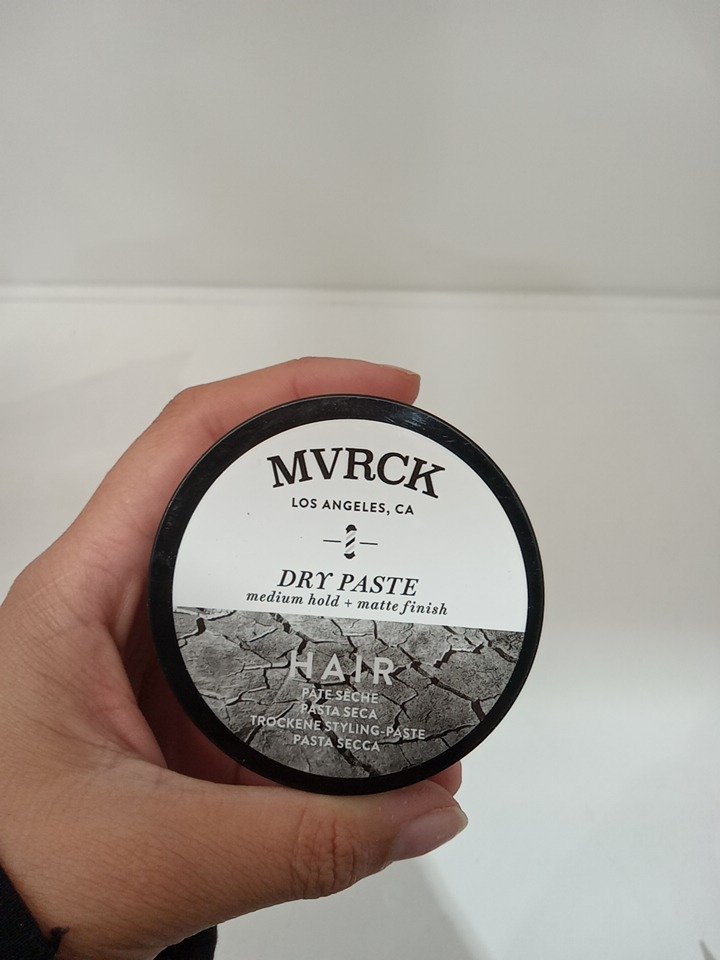 MVRCK
LOS ANGELES, CA
DRY PASTE
medium hold + matte finish
HAIR
PÂTE SÈCHE
PASTA SECA
TROCKENE STYLING-PASTE
PASTA SECCA